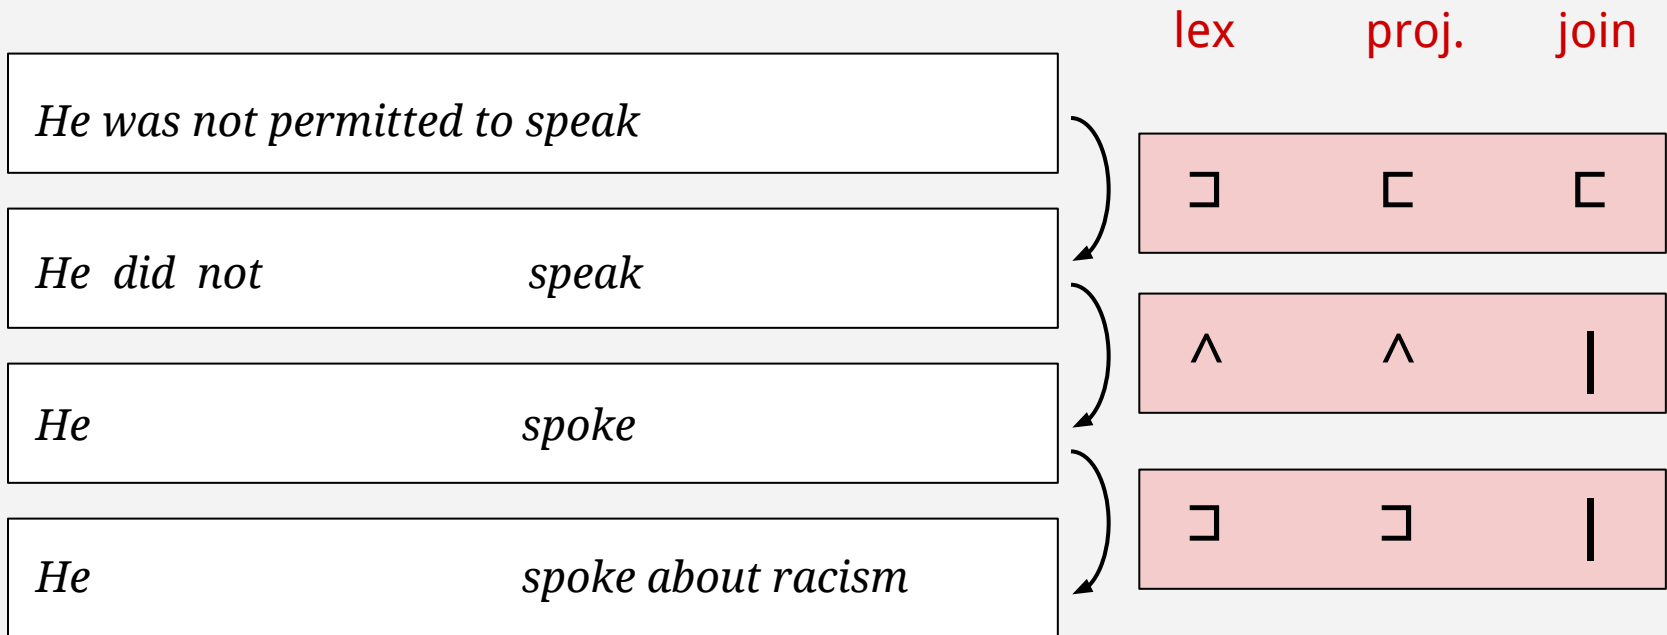 lex proj. join
He was not permitted to speak
⊐ ⊏ ⊏
He did not speak
^ ^ |
He spoke
⊐ ⊐ |
He spoke about racism